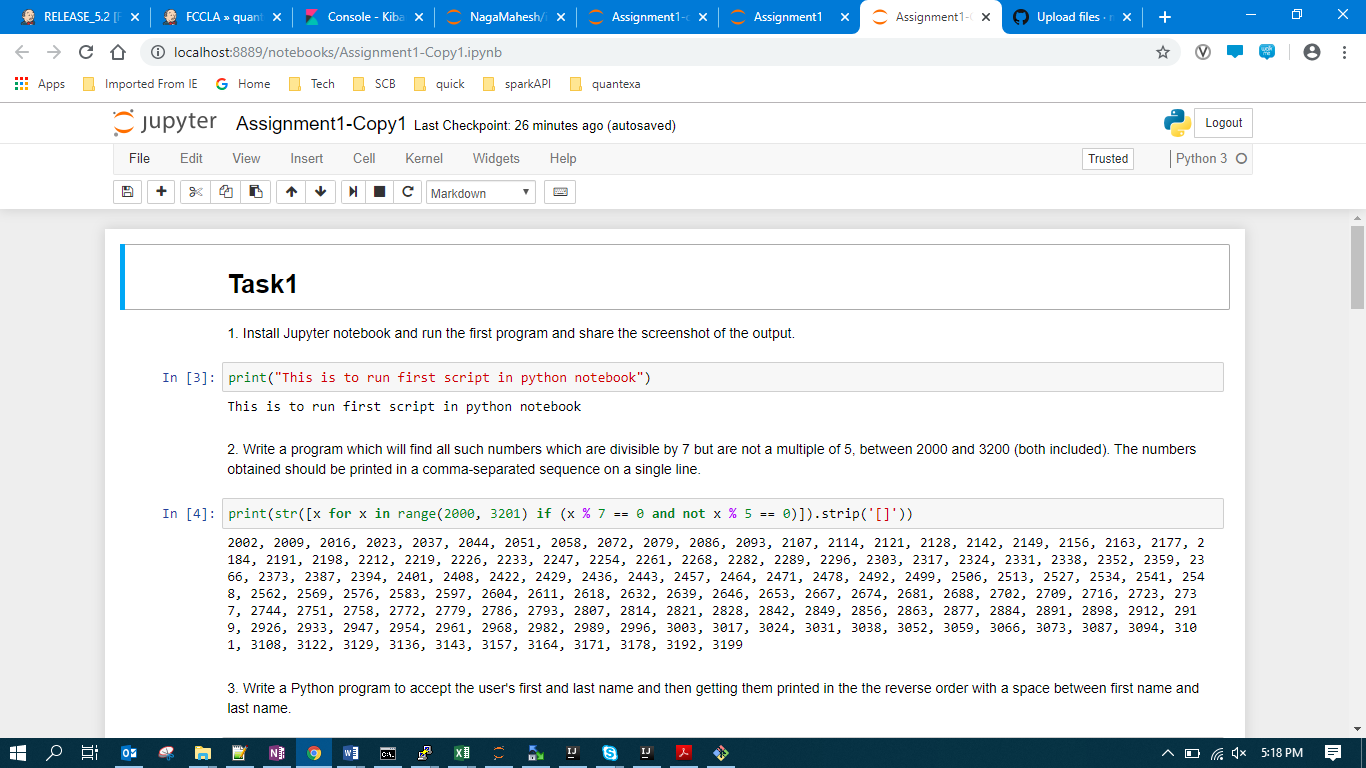 RELEASE_5.2 [F
FCCLA » quant
Console - Kiba
NagaMahesh/
Assignment1-c
Assignment1
Assignment1-C
Upload files ·
localhost:8889/notebooks/Assignment1-Copy1.ipynb
Apps Imported From IE Home Tech SCB quick sparkAPI quantexa
jupyter Assignment1-Copy1 Last Checkpoint: 26 minutes ago (autosaved) Logout
File Edit View Insert Cell Kernel Widgets Help Trusted Python 3
Markdown
Task1
1. Install Jupyter notebook and run the first program and share the screenshot of the output.
In [3]: print("This is to run first script in python notebook")
This is to run first script in python notebook
2. Write a program which will find all such numbers which are divisible by 7 but are not a multiple of 5, between 2000 and 3200 (both included). The numbers
obtained should be printed in a comma-separated sequence on a single line.
In [4]: print(str([x for x in range(2000, 3201) if (x % 7 == 0 and not x % 5 == 0)]).strip('[]'))
2002, 2009, 2016, 2023, 2037, 2044, 2051, 2058, 2072, 2079, 2086, 2093, 2107, 2114, 2121, 2128, 2142, 2149, 2156, 2163, 2177, 2
184, 2191, 2198, 2212, 2219, 2226, 2233, 2247, 2254, 2261, 2268, 2282, 2289, 2296, 2303, 2317, 2324, 2331, 2338, 2352, 2359, 23
66, 2373, 2387, 2394, 2401, 2408, 2422, 2429, 2436, 2443, 2457, 2464, 2471, 2478, 2492, 2499, 2506, 2513, 2527, 2534, 2541, 254
8, 2562, 2569, 2576, 2583, 2597, 2604, 2611, 2618, 2632, 2639, 2646, 2653, 2667, 2674, 2681, 2688, 2702, 2709, 2716, 2723, 273
7, 2744, 2751, 2758, 2772, 2779, 2786, 2793, 2807, 2814, 2821, 2828, 2842, 2849, 2856, 2863, 2877, 2884, 2891, 2898, 2912, 291
9, 2926, 2933, 2947, 2954, 2961, 2968, 2982, 2989, 2996, 3003, 3017, 3024, 3031, 3038, 3052, 3059, 3066, 3073, 3087, 3094, 310
1, 3108, 3122, 3129, 3136, 3143, 3157, 3164, 3171, 3178, 3192, 3199
3. Write a Python program to accept the user's first and last name and then getting them printed in the the reverse order with a space between first name and
last name.
5:18 PM